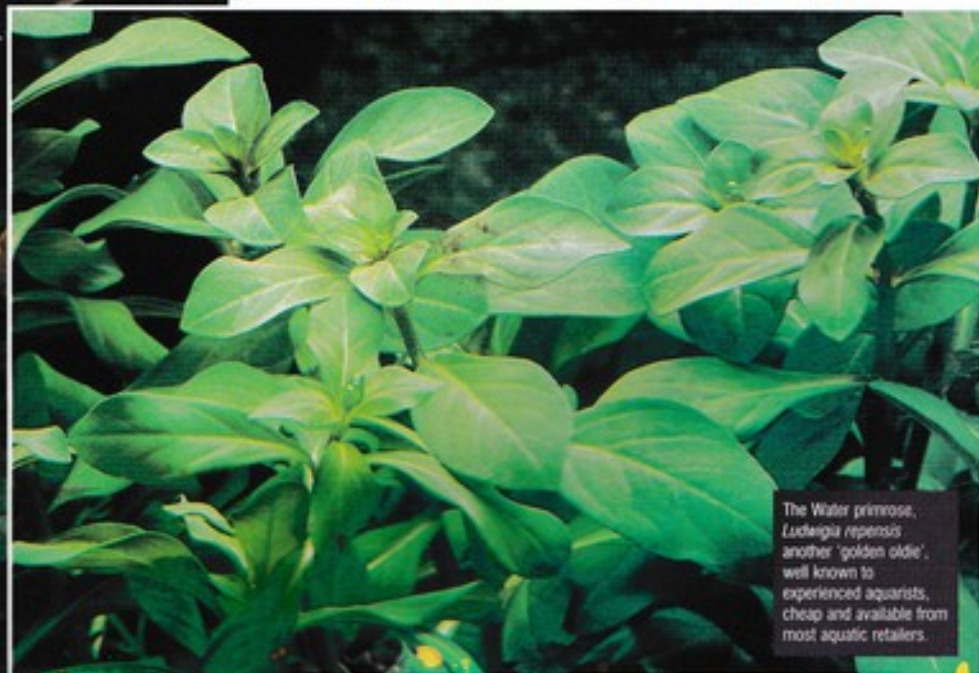 The Water primrose,
Ludwigia repensis
another 'golden oldie',
well known to
experienced aquarists,
cheap and available from
most aquatic retailers.